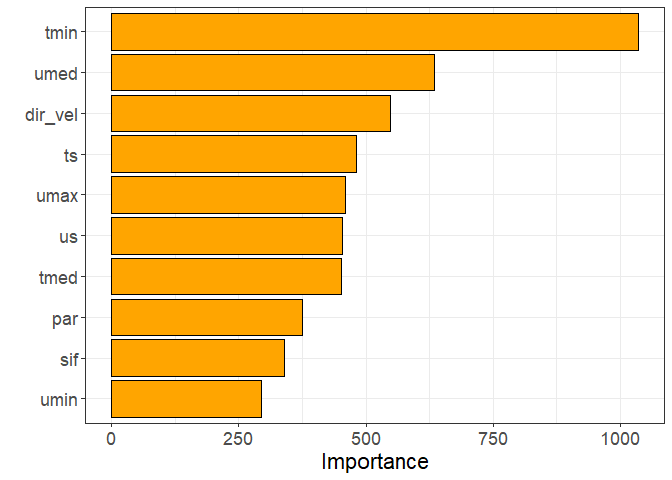 tmin
umed
dir_vel
ts
umax
us
tmed
par
sif
umin
0 250 500 750 1000
Importance